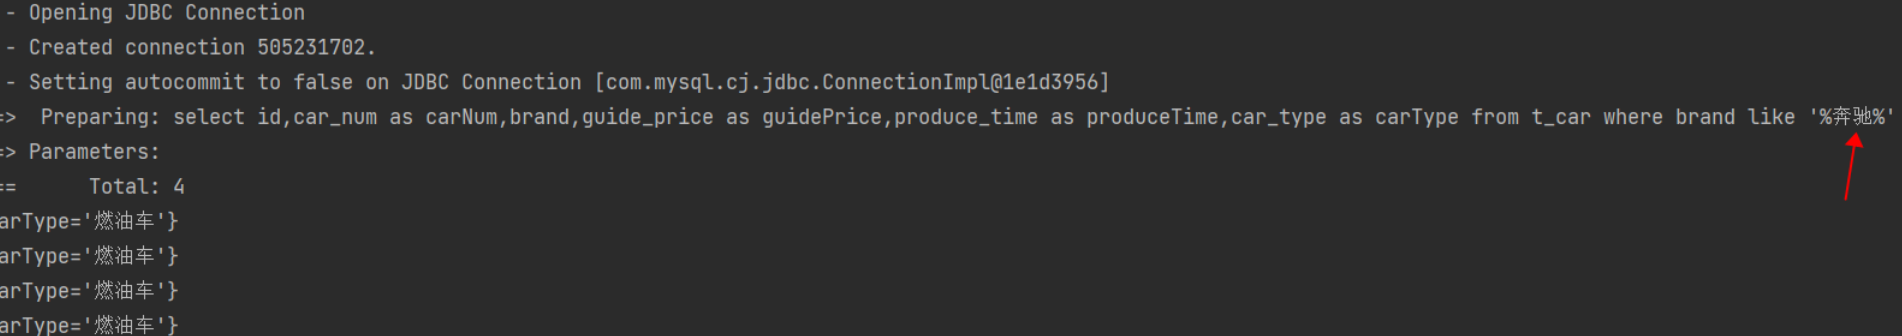 - Opening JDBC Connection
- Created connection 505231702.
- Setting autocommit to false on JDBC Connection [com.mysql.cj.jdbc.ConnectionImpl@1e1d3956]
=>  Preparing: select id,car_num as carNum,brand,guide_price as guidePrice,produce_time as produceTime,car_type as carType from t_car where brand like '%奔驰%'
=> Parameters:
==      Total: 4
arType='燃油车'}
arType='燃油车'}
arType='燃油车'}
arType='燃油车'}